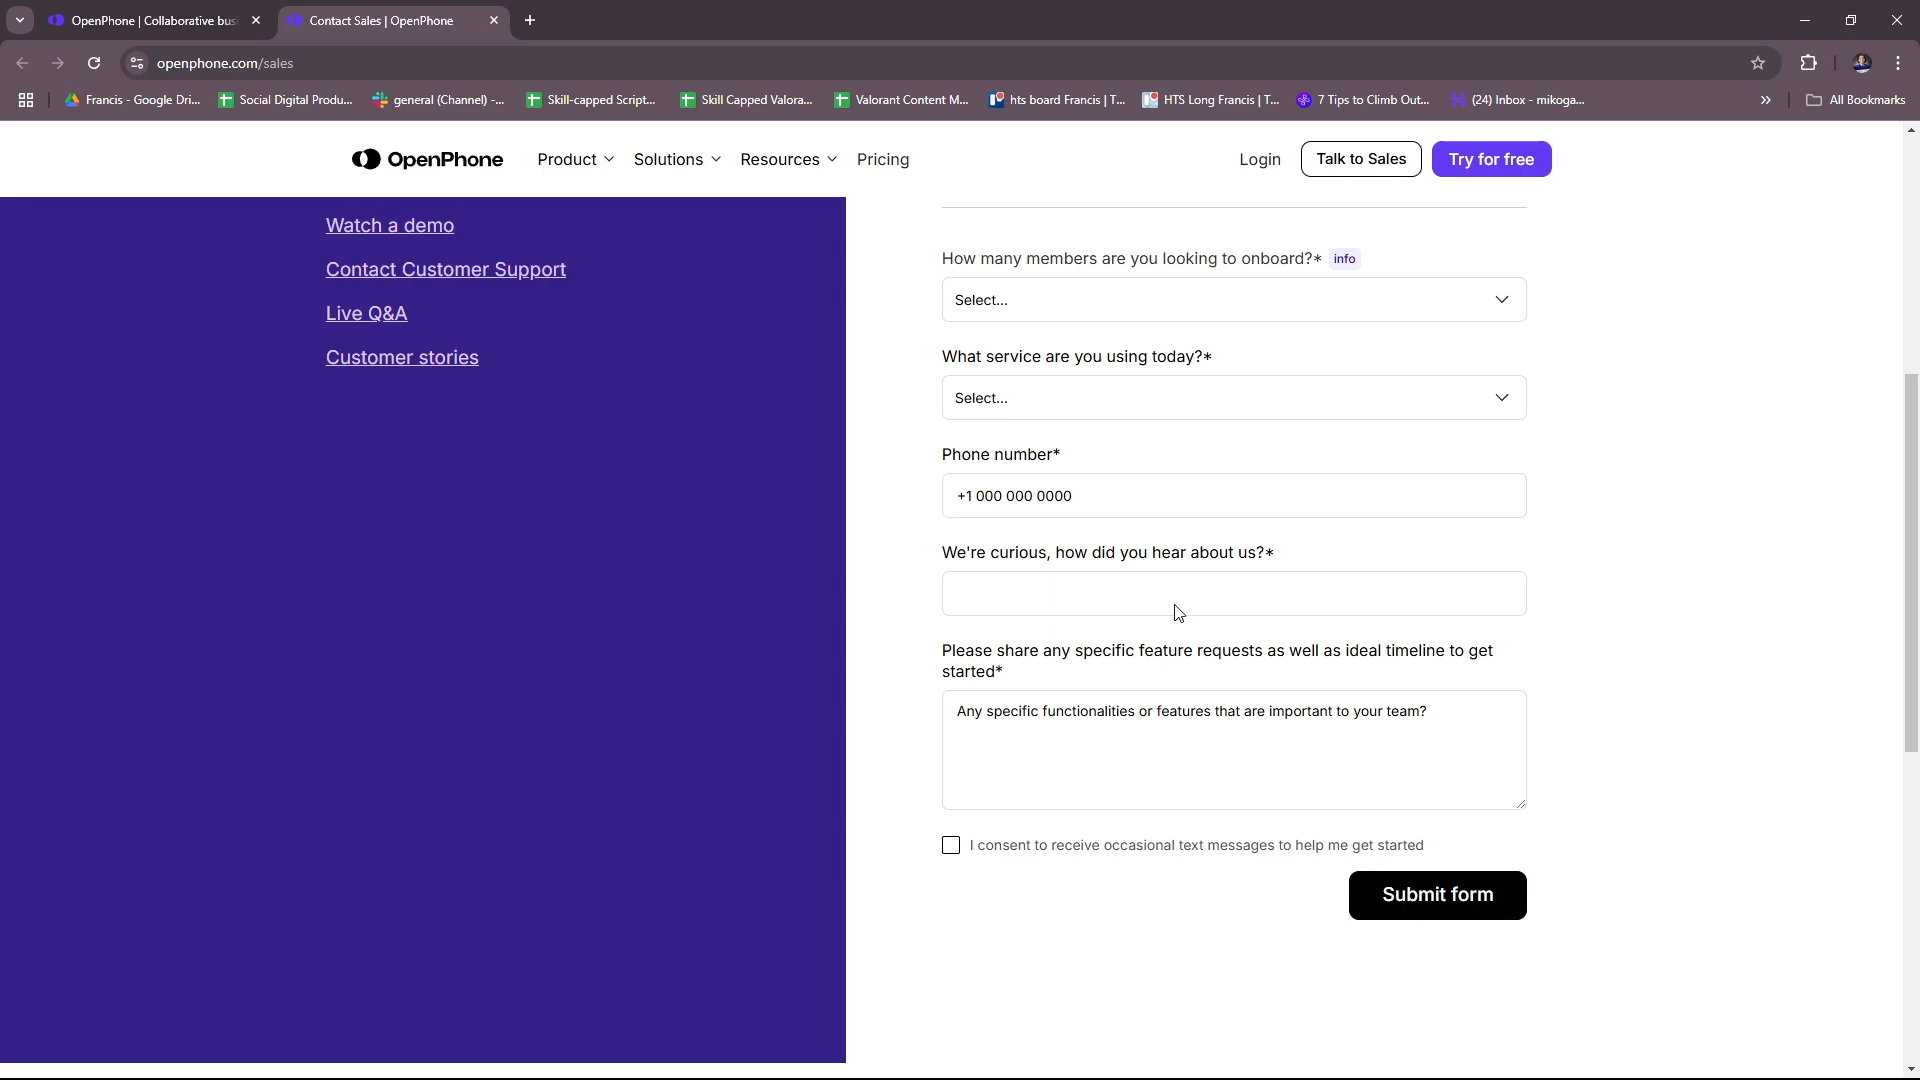 OpenPhone | Collaborative busi
Contact Sales | OpenPhone
openphone.com/sales
Francis - Google Dri...
Social Digital Produ...
general (Channel) -...
Skill-capped Script...
Skill Capped Valora...
Valorant Content M...
hts board Francis | T...
HTS Long Francis | T...
7 Tips to Climb Out...
(24) Inbox - mikoga...
All Bookmarks
OpenPhone
Product
Solutions
Resources
Pricing
Login
Talk to Sales
Try for free
Watch a demo
Contact Customer Support
Live Q&A
Customer stories
How many members are you looking to onboard?* info
Select...
What service are you using today?*
Select...
Phone number*
+1 000 000 0000
We're curious, how did you hear about us?*
Please share any specific feature requests as well as ideal timeline to get
started*
Any specific functionalities or features that are important to your team?
I consent to receive occasional text messages to help me get started
Submit form